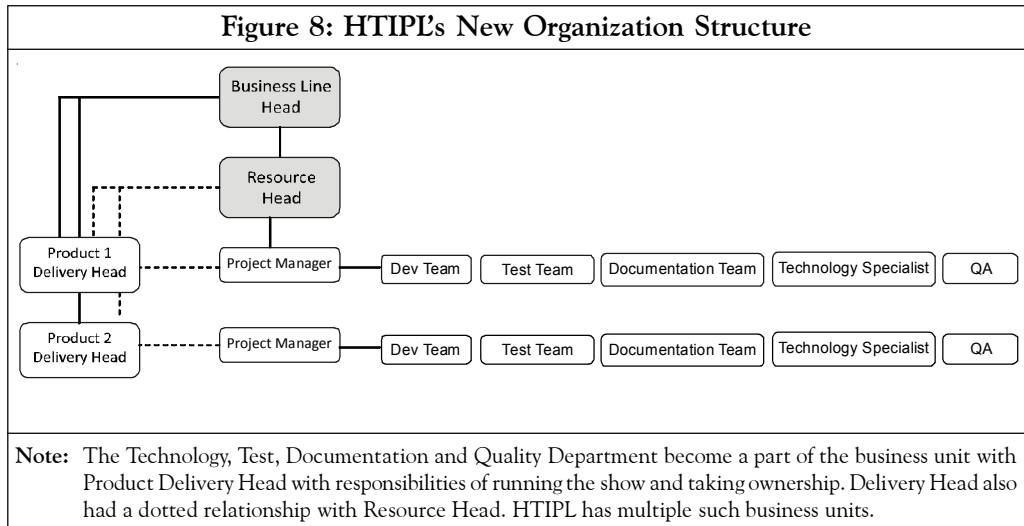 Figure 8: HTIPL's New Organization Structure
Business Line
Head
Resource
Head
Product 1
Delivery Head
Project Manager
Dev Team
Test Team
Documentation Team
Technology Specialist
QA
Product 2
Delivery Head
Project Manager
Dev Team
Test Team
Documentation Team
Technology Specialist
QA
Note: The Technology, Test, Documentation and Quality Department become a part of the business unit with
Product Delivery Head with responsibilities of running the show and taking ownership. Delivery Head also
had a dotted relationship with Resource Head. HTIPL has multiple such business units.